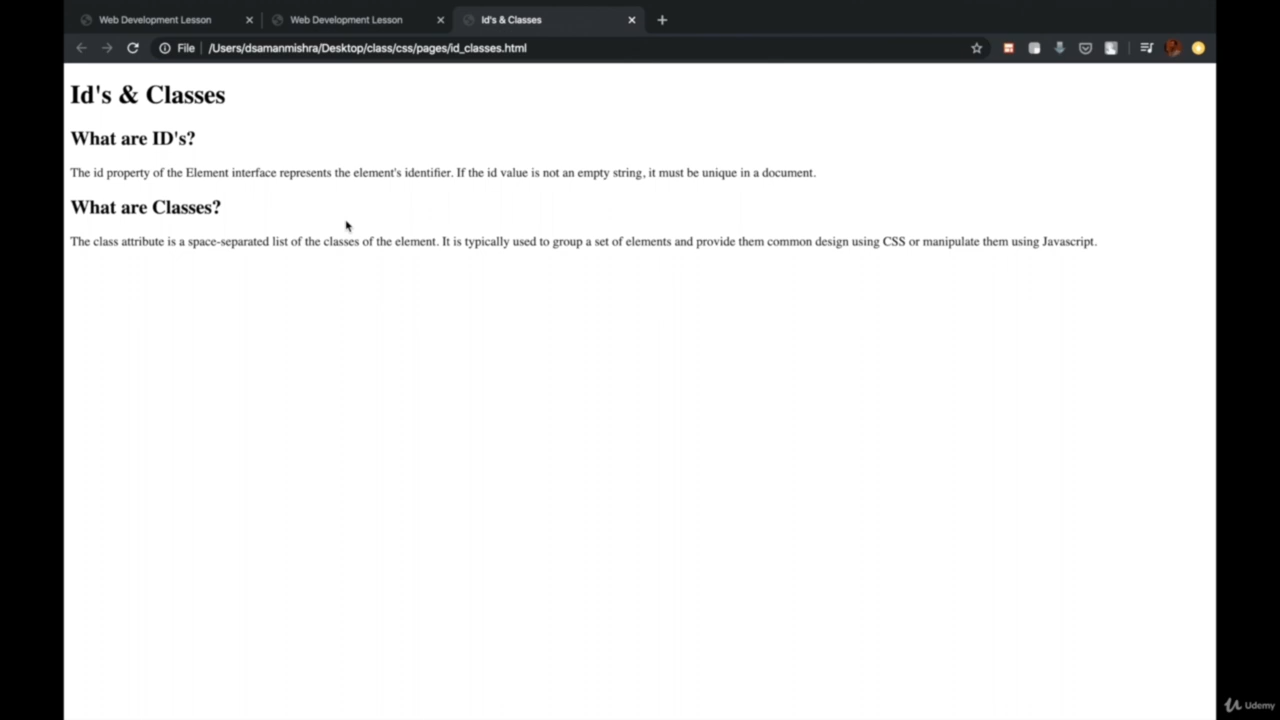 Web Development Lesson
Web Development Lesson
Id's & Classes
File
/Users/dsamanmishra/Desktop/class/css/pages/id_classes.html
Id's & Classes
What are ID's?
The id property of the Element interface represents the element's identifier. If the id value is not an empty string, it must be unique in a document.
What are Classes?
The class attribute is a space-separated list of the classes of the element. It is typically used to group a set of elements and provide them common design using CSS or manipulate them using Javascript.
Udemy